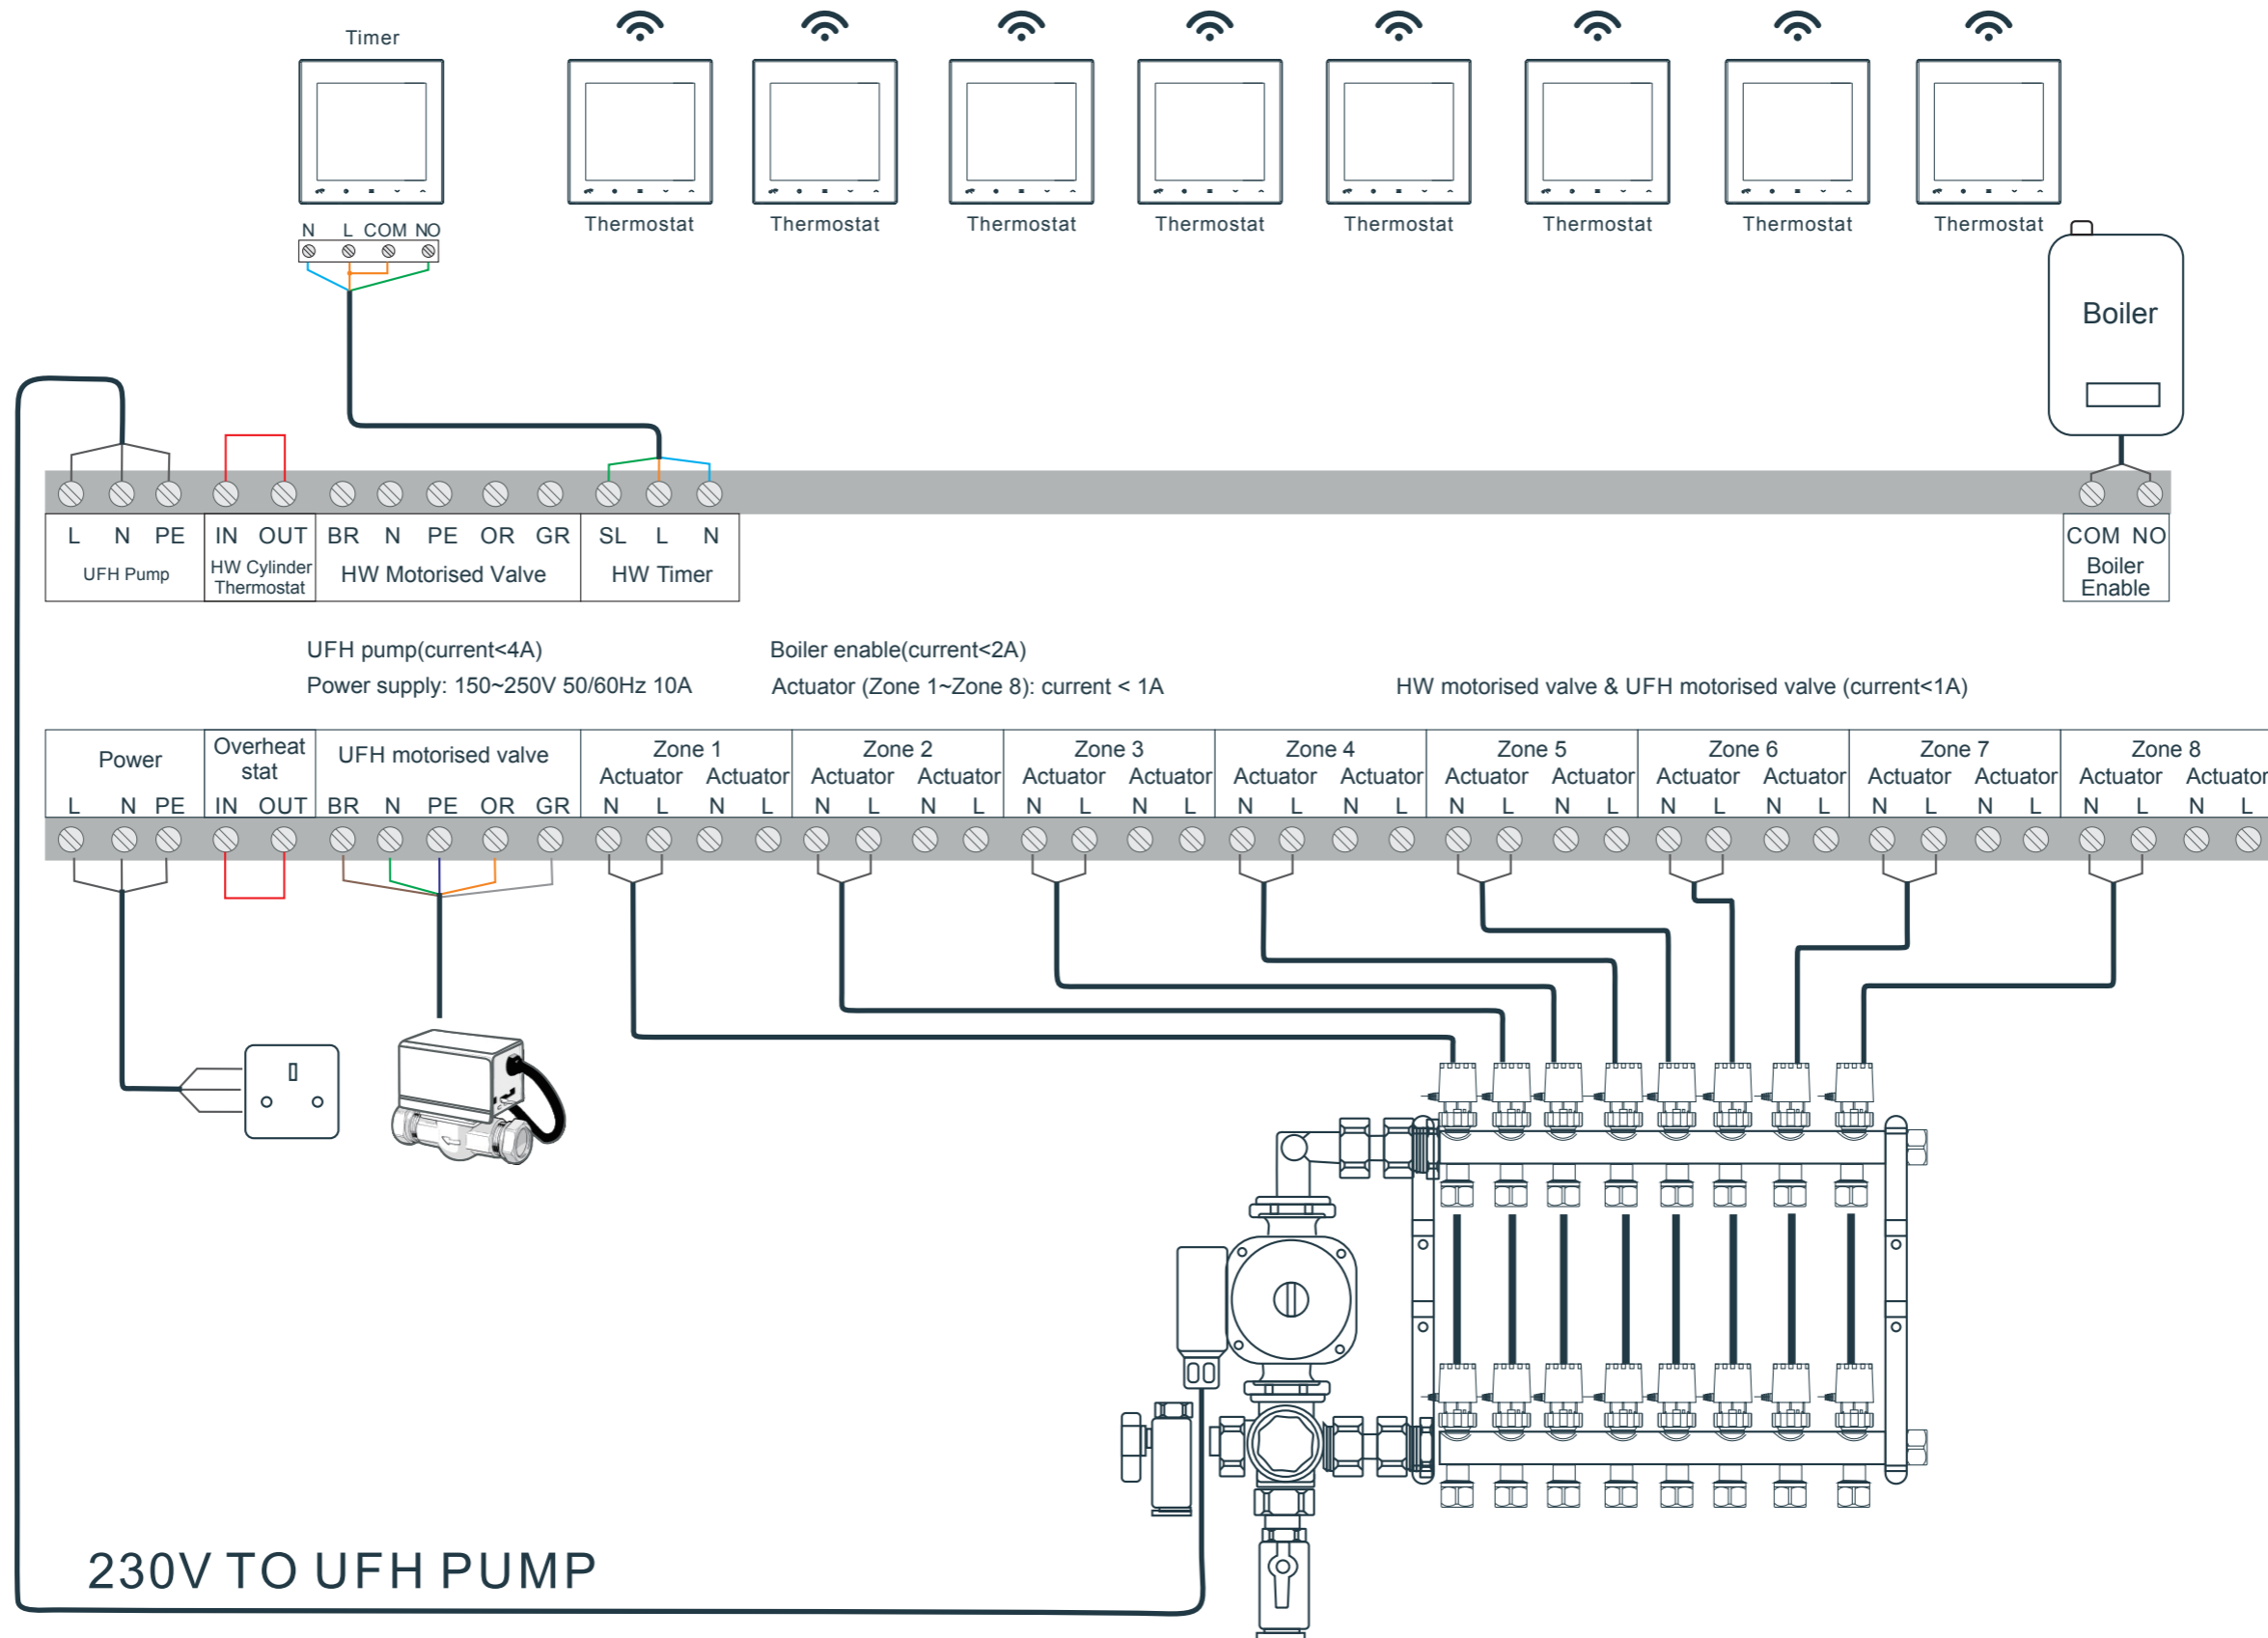 Timer
Thermostat Thermostat Thermostat Thermostat Thermostat Thermostat Thermostat Thermostat
N L COM NO
Boiler
L N PE IN OUT BR N PE OR GR SL L N COM NO
UFH Pump
HW Cylinder
Thermostat
HW Motorised Valve
HW Timer
Boiler
Enable
UFH pump(current<4A)
Boiler enable(current<2A)
Power supply: 150~250V 50/60Hz 10A
Actuator (Zone 1~Zone 8): current < 1A
HW motorised valve & UFH motorised valve (current<1A)
Power
Overheat
stat
UFH motorised valve
Zone 1 Zone 2 Zone 3 Zone 4 Zone 5 Zone 6 Zone 7 Zone 8
Actuator Actuator Actuator Actuator Actuator Actuator Actuator Actuator Actuator Actuator Actuator Actuator Actuator Actuator Actuator Actuator
L N PE IN OUT BR N PE OR GR N L N L N L N L N L N L N L N L N L N L N L N L N L N L N L N L
230V TO UFH PUMP